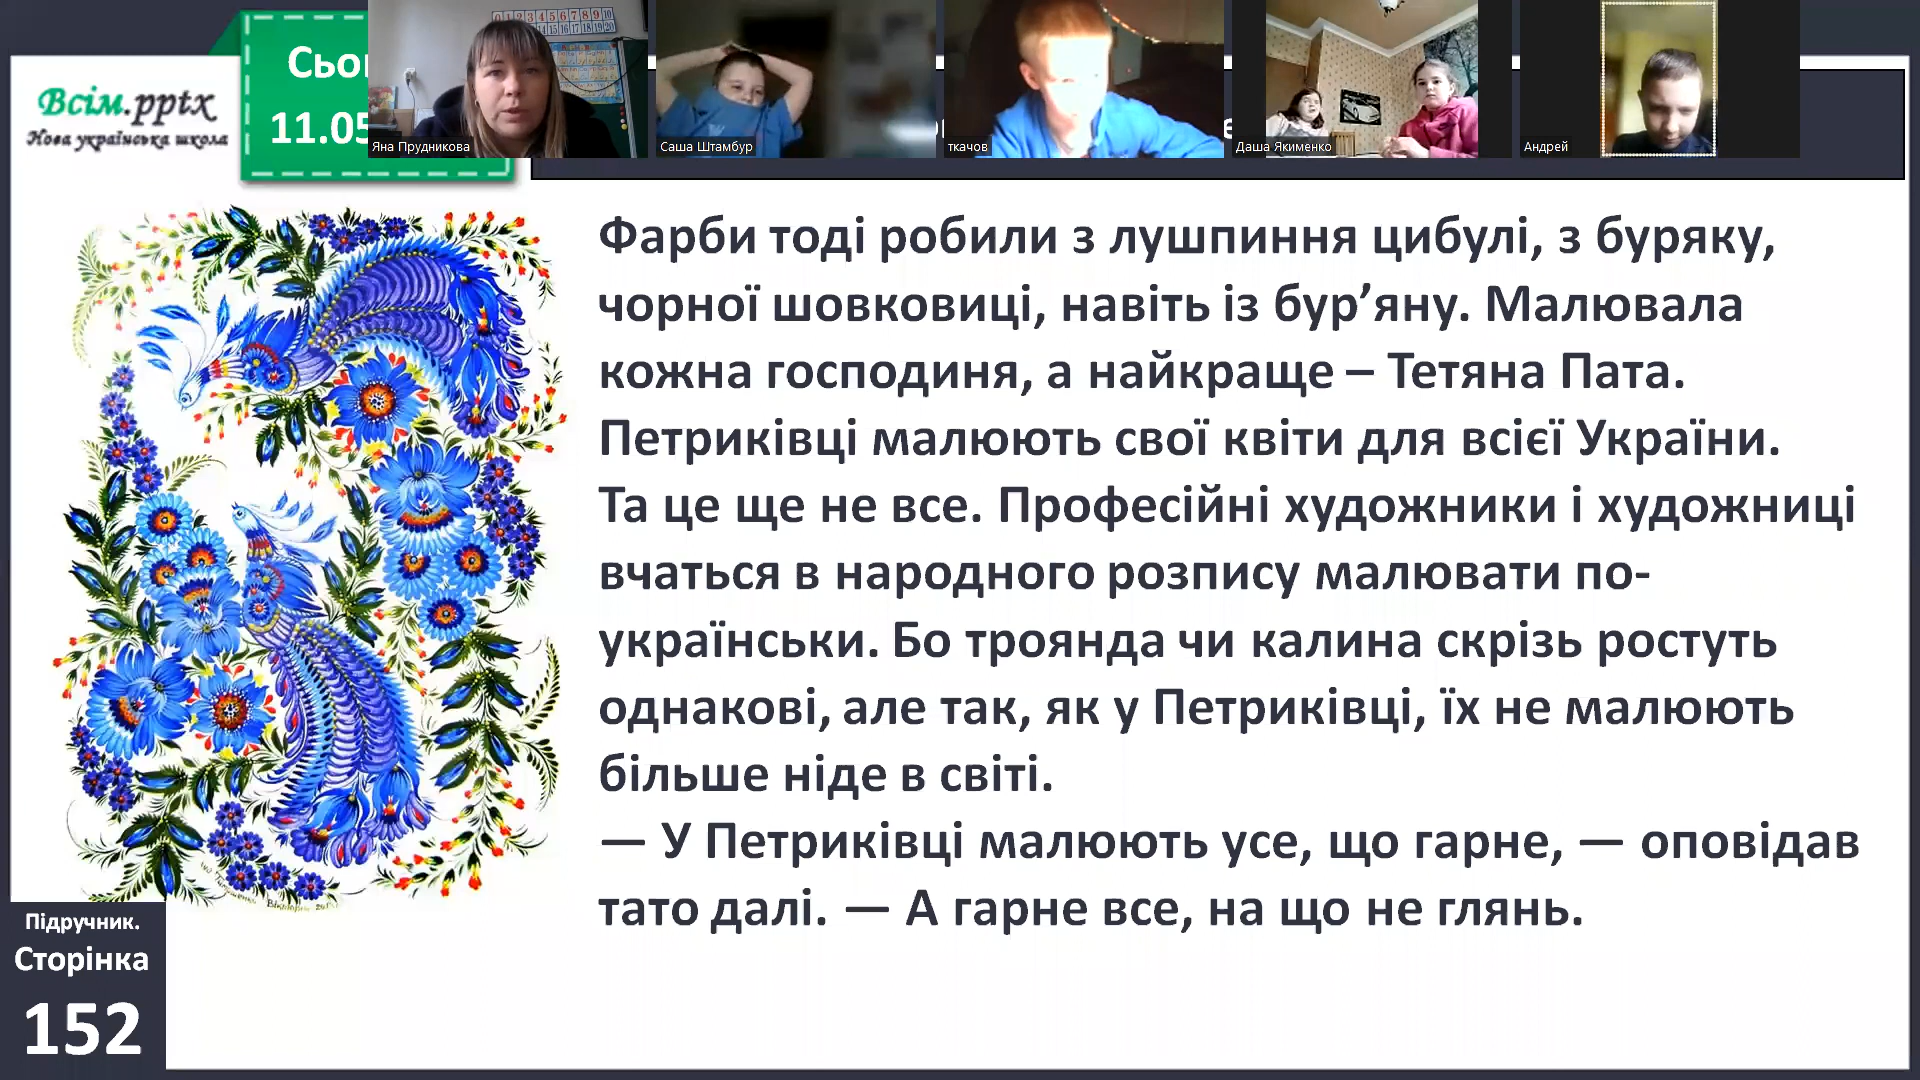 Всім.pptx
Нова українська школа
11.05
Яна Прудникова
Саша Штамбур
ткачов
Даша Якименко
Андрей
Фарби тоді робили з лушпиння цибулі, з буряку,
чорної шовковиці, навіть із бур’яну. Малювала
кожна господиня, а найкраще – Тетяна Пата.
Петриківці малюють свої квіти для всієї України.
Та це ще не все. Професійні художники і художниці
вчаться в народного розпису малювати по-
українськи. Бо троянда чи калина скрізь ростуть
однакові, але так, як у Петриківці, їх не малюють
більше ніде в світі.
— У Петриківці малюють усе, що гарне, — оповідав
тато далі. — А гарне все, на що не глянь.
Підручник.
Сторінка
152